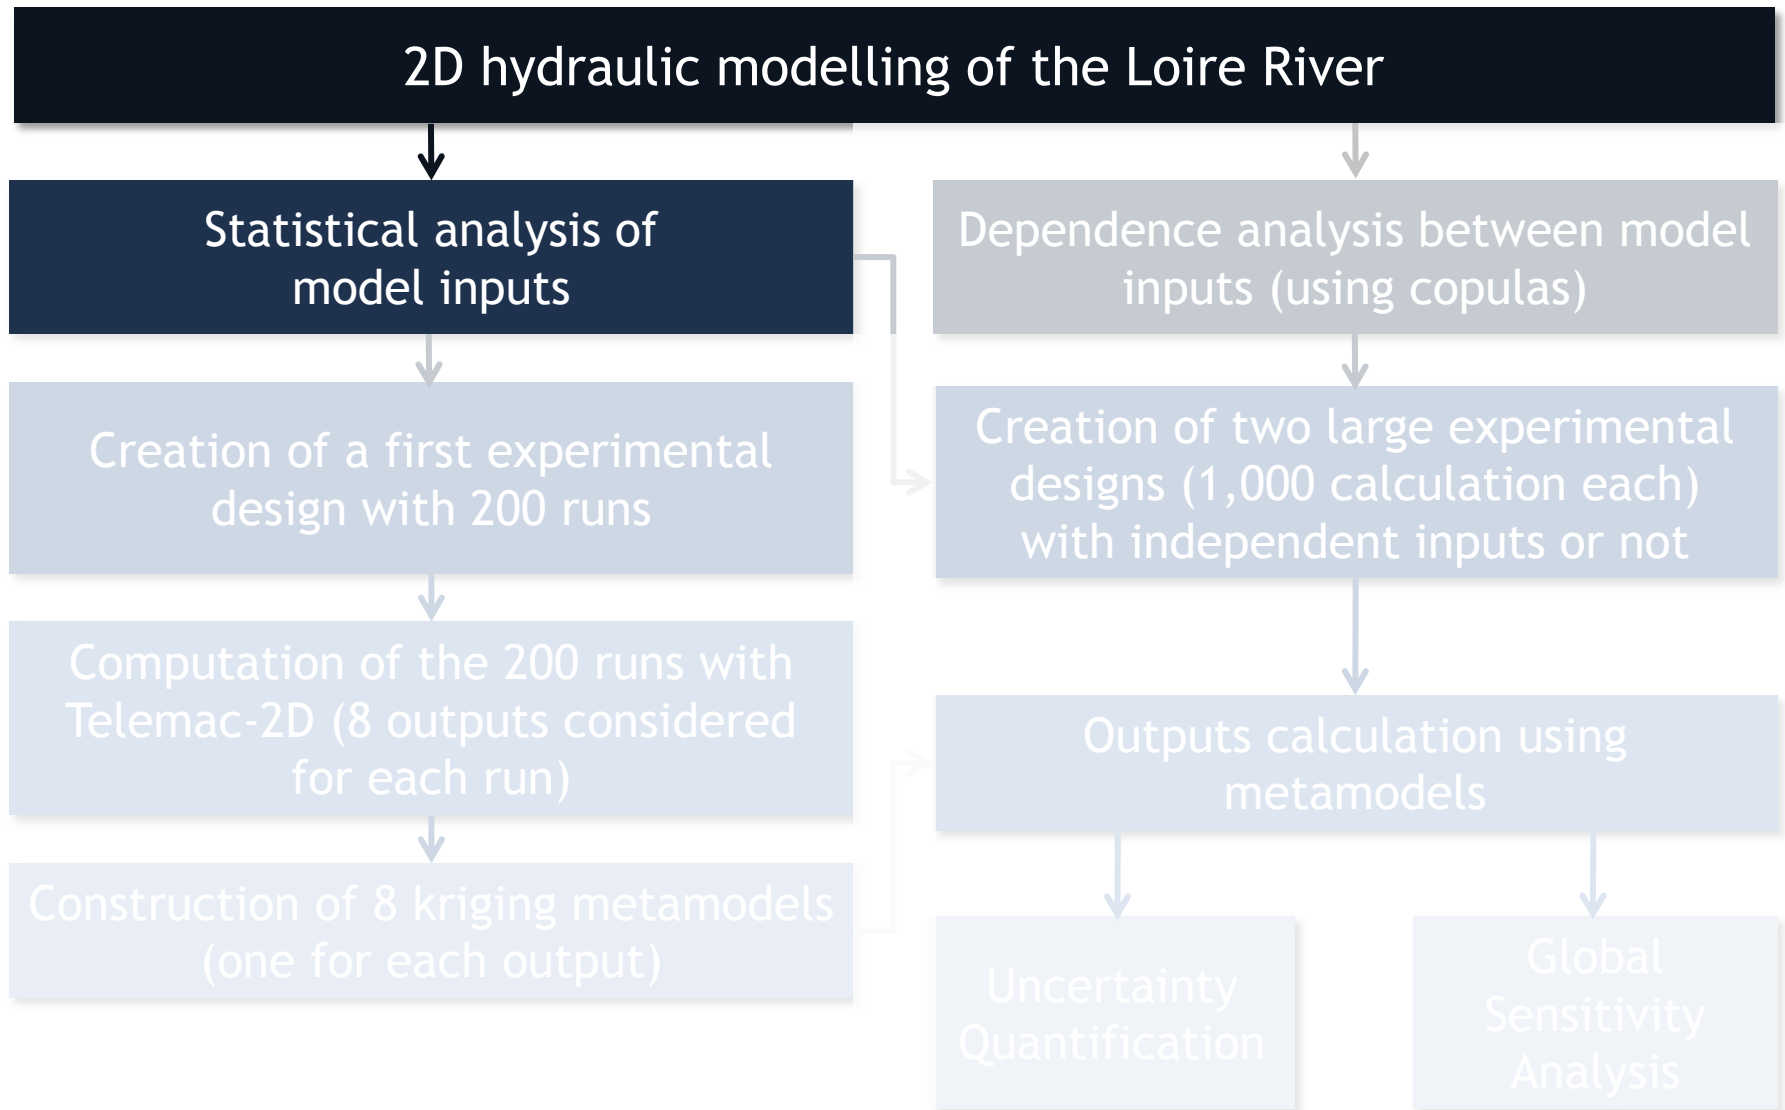 2D hydraulic modelling of the Loire River
Statistical analysis of
model inputs
Dependence analysis between model
inputs (using copulas)
Creation of a first experimental
design with 200 runs
Creation of two large experimental
designs (1,000 calculation each)
with independent inputs or not
Computation of the 200 runs with
Telemac-2D (8 outputs considered
for each run)
Outputs calculation using
metamodels
Construction of 8 kriging metamodels
(one for each output)
Uncertainty
Quantification
Global
Sensitivity
Analysis